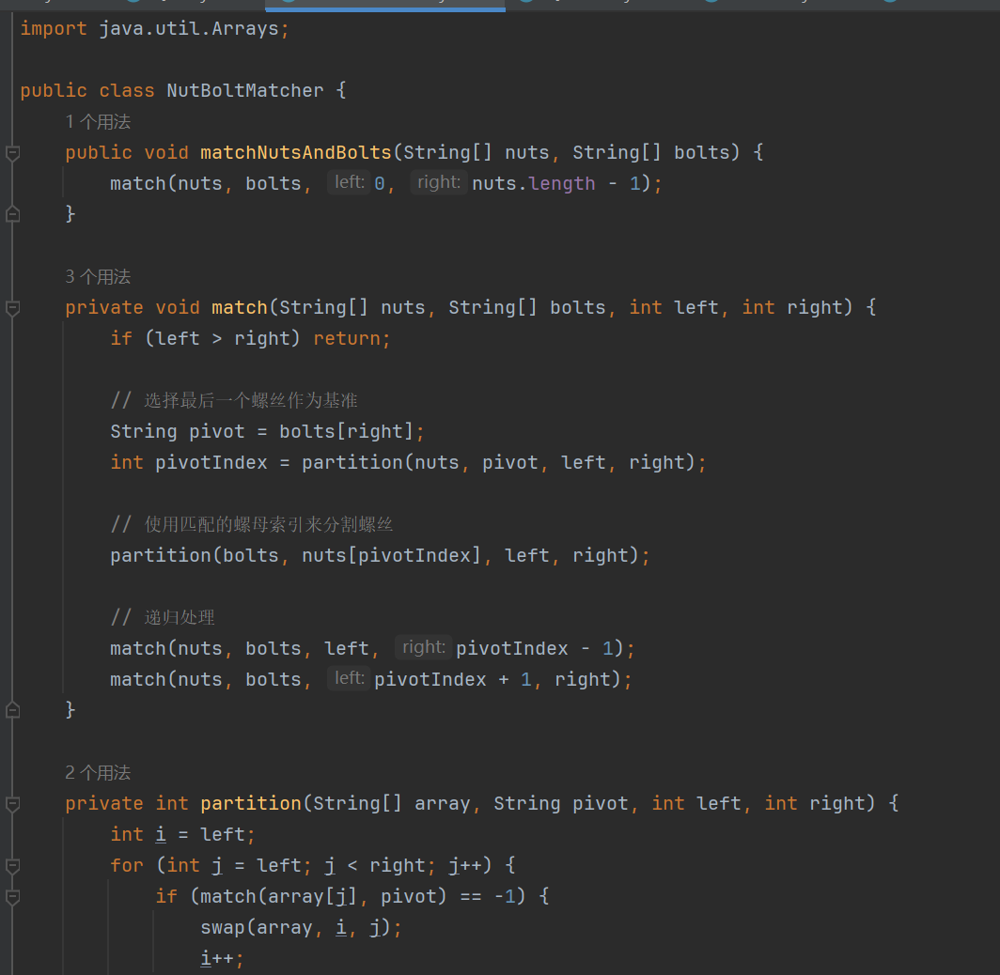 import java.util.Arrays;
public class NutBoltMatcher {
1 个用法
public void matchNutsAndBolts(String[] nuts, String[] bolts) {
match(nuts, bolts, left: 0, right: nuts.length - 1);
}
3 个用法
private void match(String[] nuts, String[] bolts, int left, int right) {
if (left > right) return;
// 选择最后一个螺丝作为基准
String pivot = bolts[right];
int pivotIndex = partition(nuts, pivot, left, right);
// 使用匹配的螺母索引来分割螺丝
partition(bolts, nuts[pivotIndex], left, right);
// 递归处理
match(nuts, bolts, left, right: pivotIndex - 1);
match(nuts, bolts, left: pivotIndex + 1, right);
}
2 个用法
private int partition(String[] array, String pivot, int left, int right) {
int i = left;
for (int j = left; j < right; j++) {
if (match(array[j], pivot) == -1) {
swap(array, i, j);
i++;